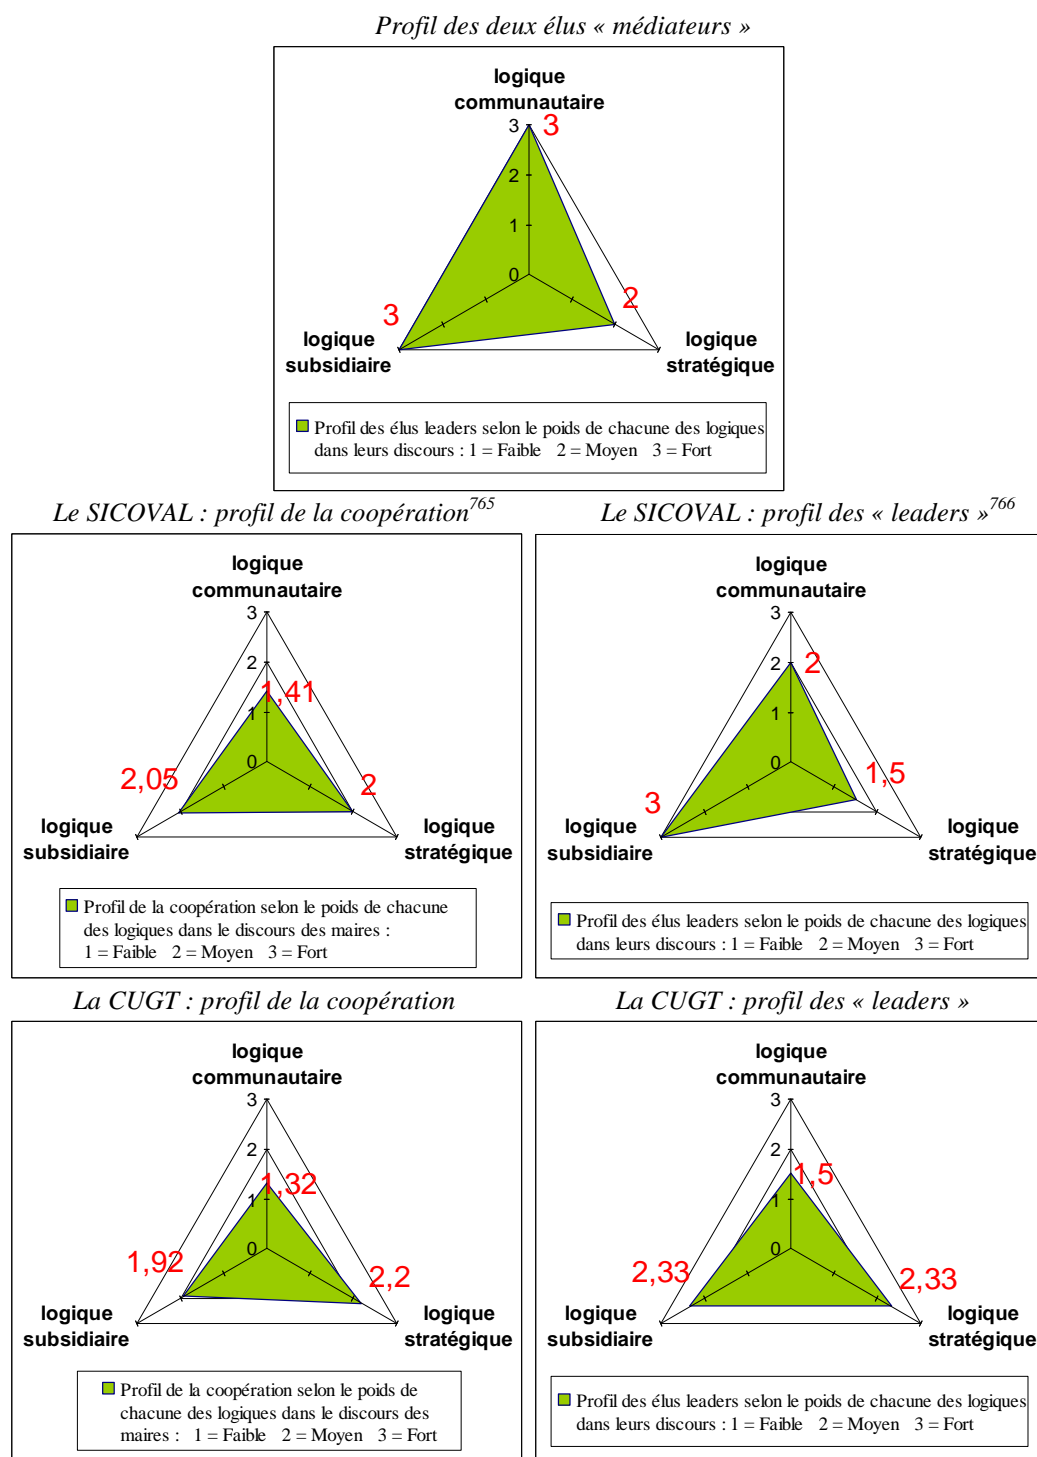 Profil des deux élus « médiateurs »
logique
communautaire
3
3
2
1
0
3
2
logique
subsidiaire
logique
stratégique
Profil des élus leaders selon le poids de chacune des logiques
dans leurs discours : 1 = Faible 2 = Moyen 3 = Fort
Le SICOVAL : profil de la coopération765
logique
communautaire
3
2
1,41
1
0
2,05
2
logique
subsidiaire
logique
stratégique
Profil de la coopération selon le poids de chacune
des logiques dans le discours des maires :
1 = Faible 2 = Moyen 3 = Fort
Le SICOVAL : profil des « leaders »766
logique
communautaire
3
2
2
1
0
1,5
3
logique
subsidiaire
logique
stratégique
Profil des élus leaders selon le poids de chacune des logiques
dans leurs discours : 1 = Faible 2 = Moyen 3 = Fort
La CUGT : profil de la coopération
logique
communautaire
3
2
1,32
1
0
1,92
2,2
logique
subsidiaire
logique
stratégique
Profil de la coopération selon le poids de
chacune des logiques dans le discours des
maires : 1 = Faible 2 = Moyen 3 = Fort
La CUGT : profil des « leaders »
logique
communautaire
3
2
1,5
1
0
2,33
2,33
logique
subsidiaire
logique
stratégique
Profil des élus leaders selon le poids de chacune des logiques
dans leurs discours : 1 = Faible 2 = Moyen 3 = Fort